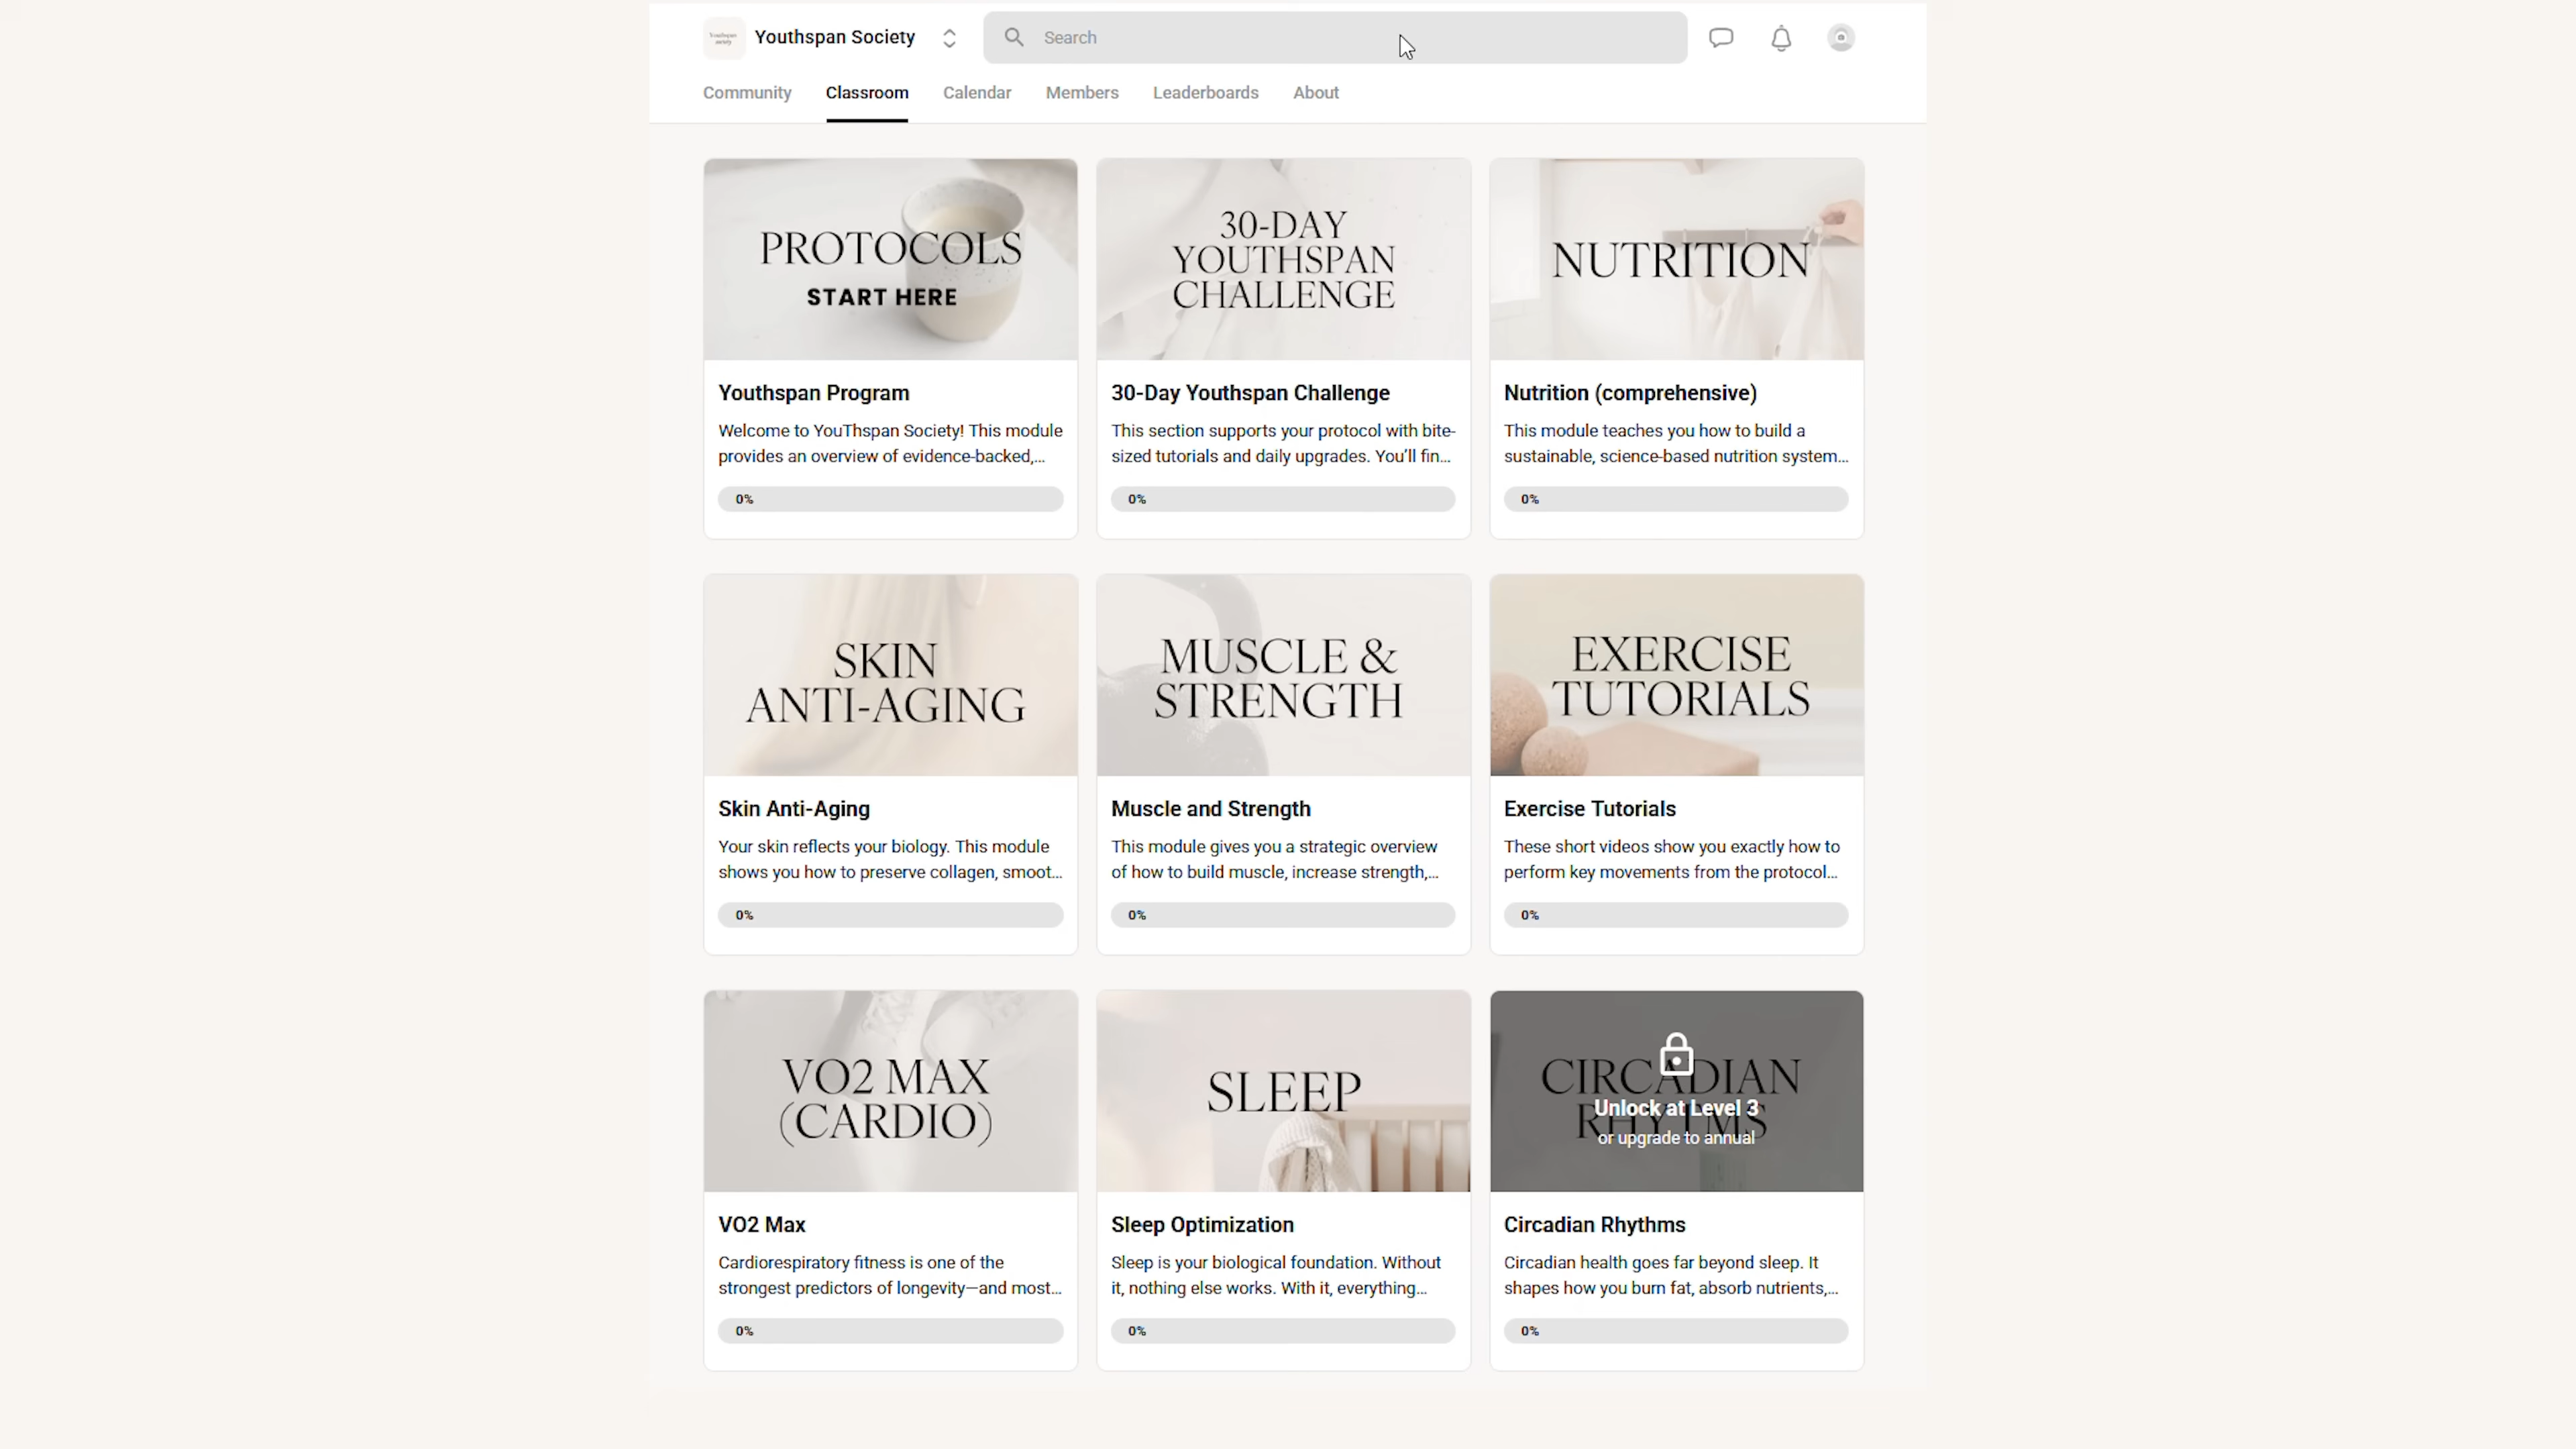 Youthspan
society
Youthspan Society
Search
Community
Classroom
Calendar
Members
Leaderboards
About
PROTOCOLS
START HERE
Youthspan Program
Welcome to YouThspan Society! This module
provides an overview of evidence-backed,...
0%
30-DAY
YOUTHSPAN
CHALLENGE
30-Day Youthspan Challenge
This section supports your protocol with bite-
sized tutorials and daily upgrades. You’ll fin...
0%
NUTRITION
Nutrition (comprehensive)
This module teaches you how to build a
sustainable, science-based nutrition system...
0%
SKIN
ANTI-AGING
Skin Anti-Aging
Your skin reflects your biology. This module
shows you how to preserve collagen, smoot...
0%
MUSCLE &
STRENGTH
Muscle and Strength
This module gives you a strategic overview
of how to build muscle, increase strength,...
0%
EXERCISE
TUTORIALS
Exercise Tutorials
These short videos show you exactly how to
perform key movements from the protocol...
0%
VO2 MAX
(CARDIO)
VO2 Max
Cardiorespiratory fitness is one of the
strongest predictors of longevity—and most...
0%
SLEEP
Sleep Optimization
Sleep is your biological foundation. Without
it, nothing else works. With it, everything...
0%
CIRCADIAN
Unlock at Level 3
RHYTMS
or upgrade to annual
Circadian Rhythms
Circadian health goes far beyond sleep. It
shapes how you burn fat, absorb nutrients,...
0%